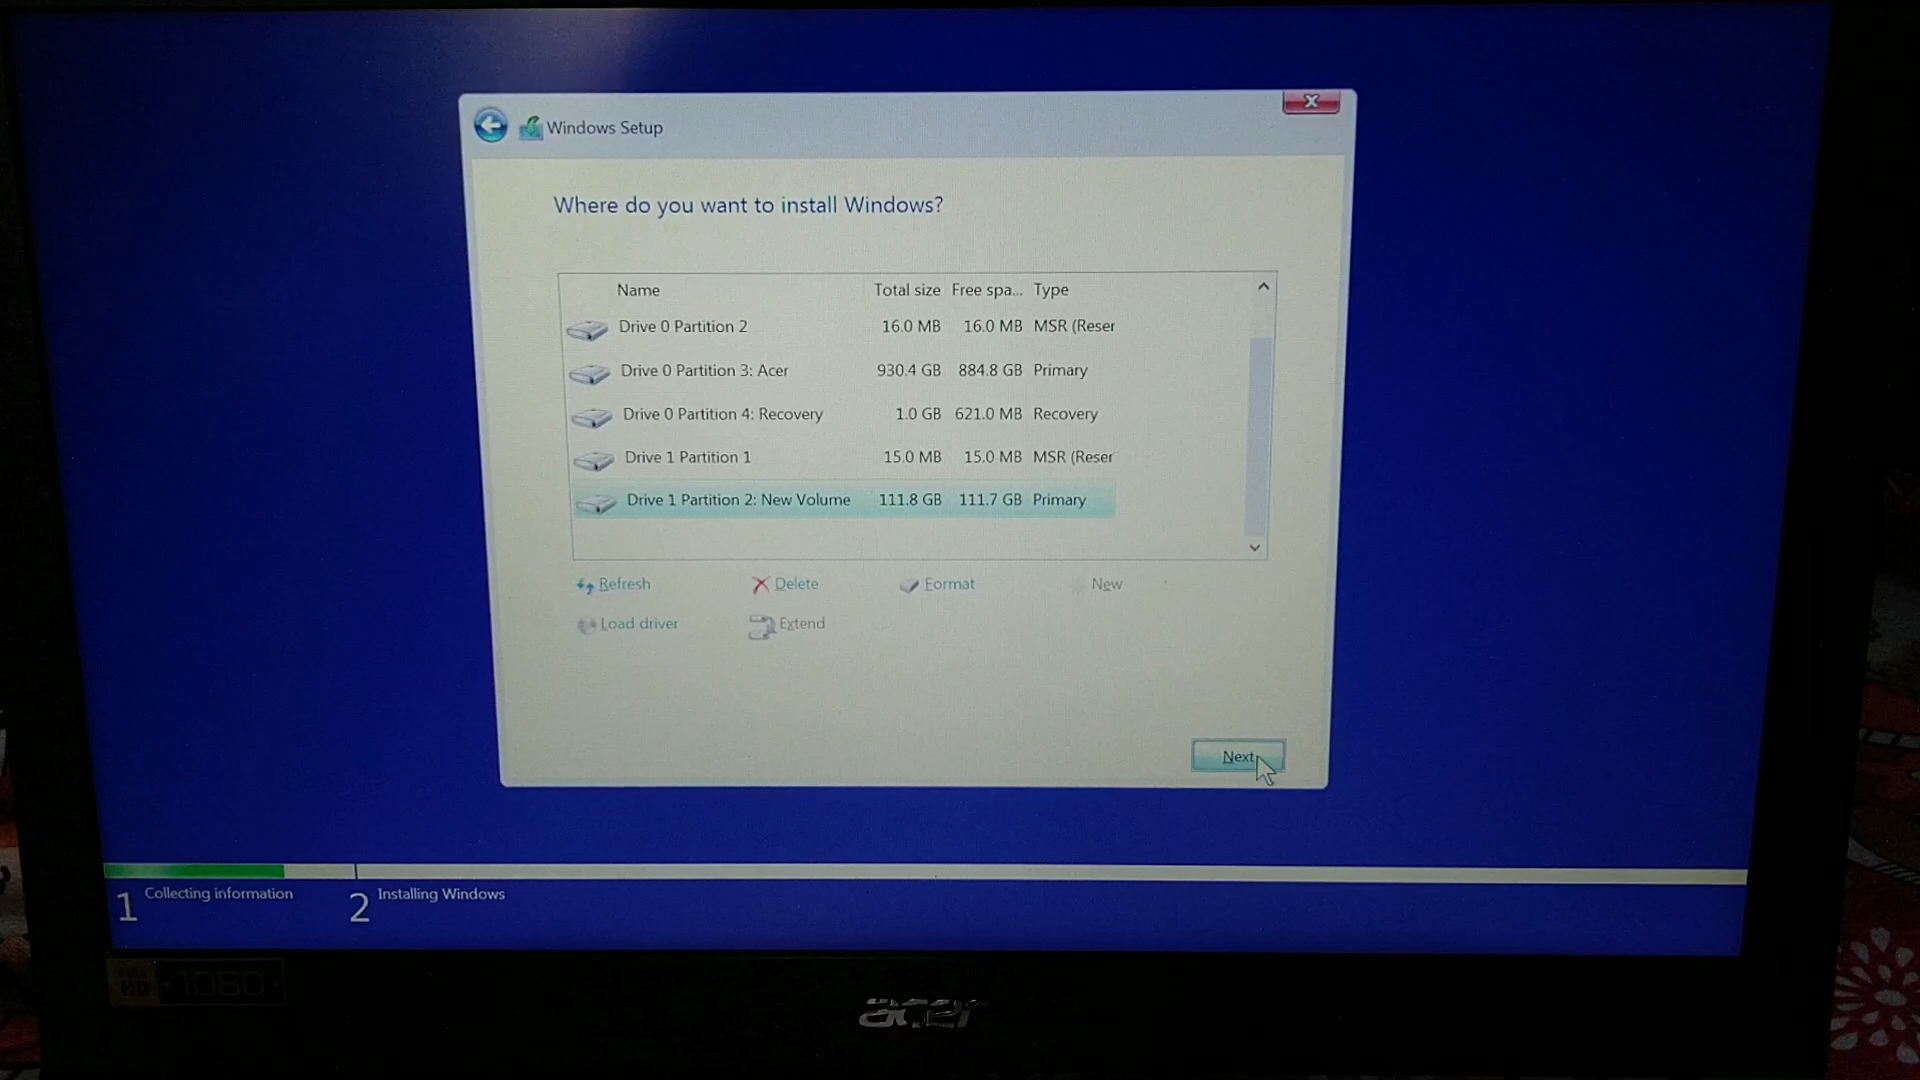 Windows Setup
Where do you want to install Windows?
Name Total size Free spa... Type
Drive 0 Partition 2 16.0 MB 16.0 MB MSR (Reser
Drive 0 Partition 3: Acer 930.4 GB 884.8 GB Primary
Drive 0 Partition 4: Recovery 1.0 GB 621.0 MB Recovery
Drive 1 Partition 1 15.0 MB 15.0 MB MSR (Reser
Drive 1 Partition 2: New Volume 111.8 GB 111.7 GB Primary
Refresh Delete Format New
Load driver Extend
Next
1 Collecting information 2 Installing Windows
FULL HD 1080
acer